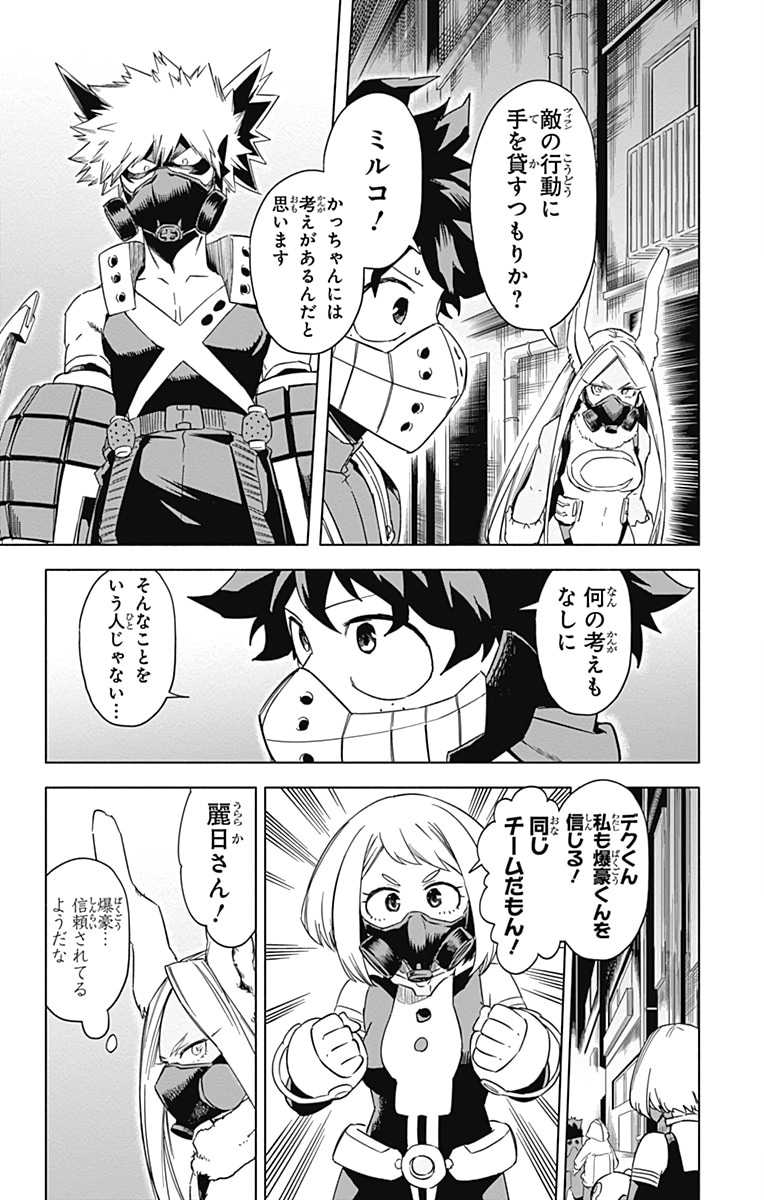 敵の行動に
手を貸すつもりか？
ミルコ！
かっちゃんには
考えがあるんだと
思います
何の考えも
なしに
そんなことを
いう人じゃない…
デクくん
私も爆豪くんを
信じる！
同じ
チームだもん！
麗日さん！
爆豪…
信頼されてる
ようだな